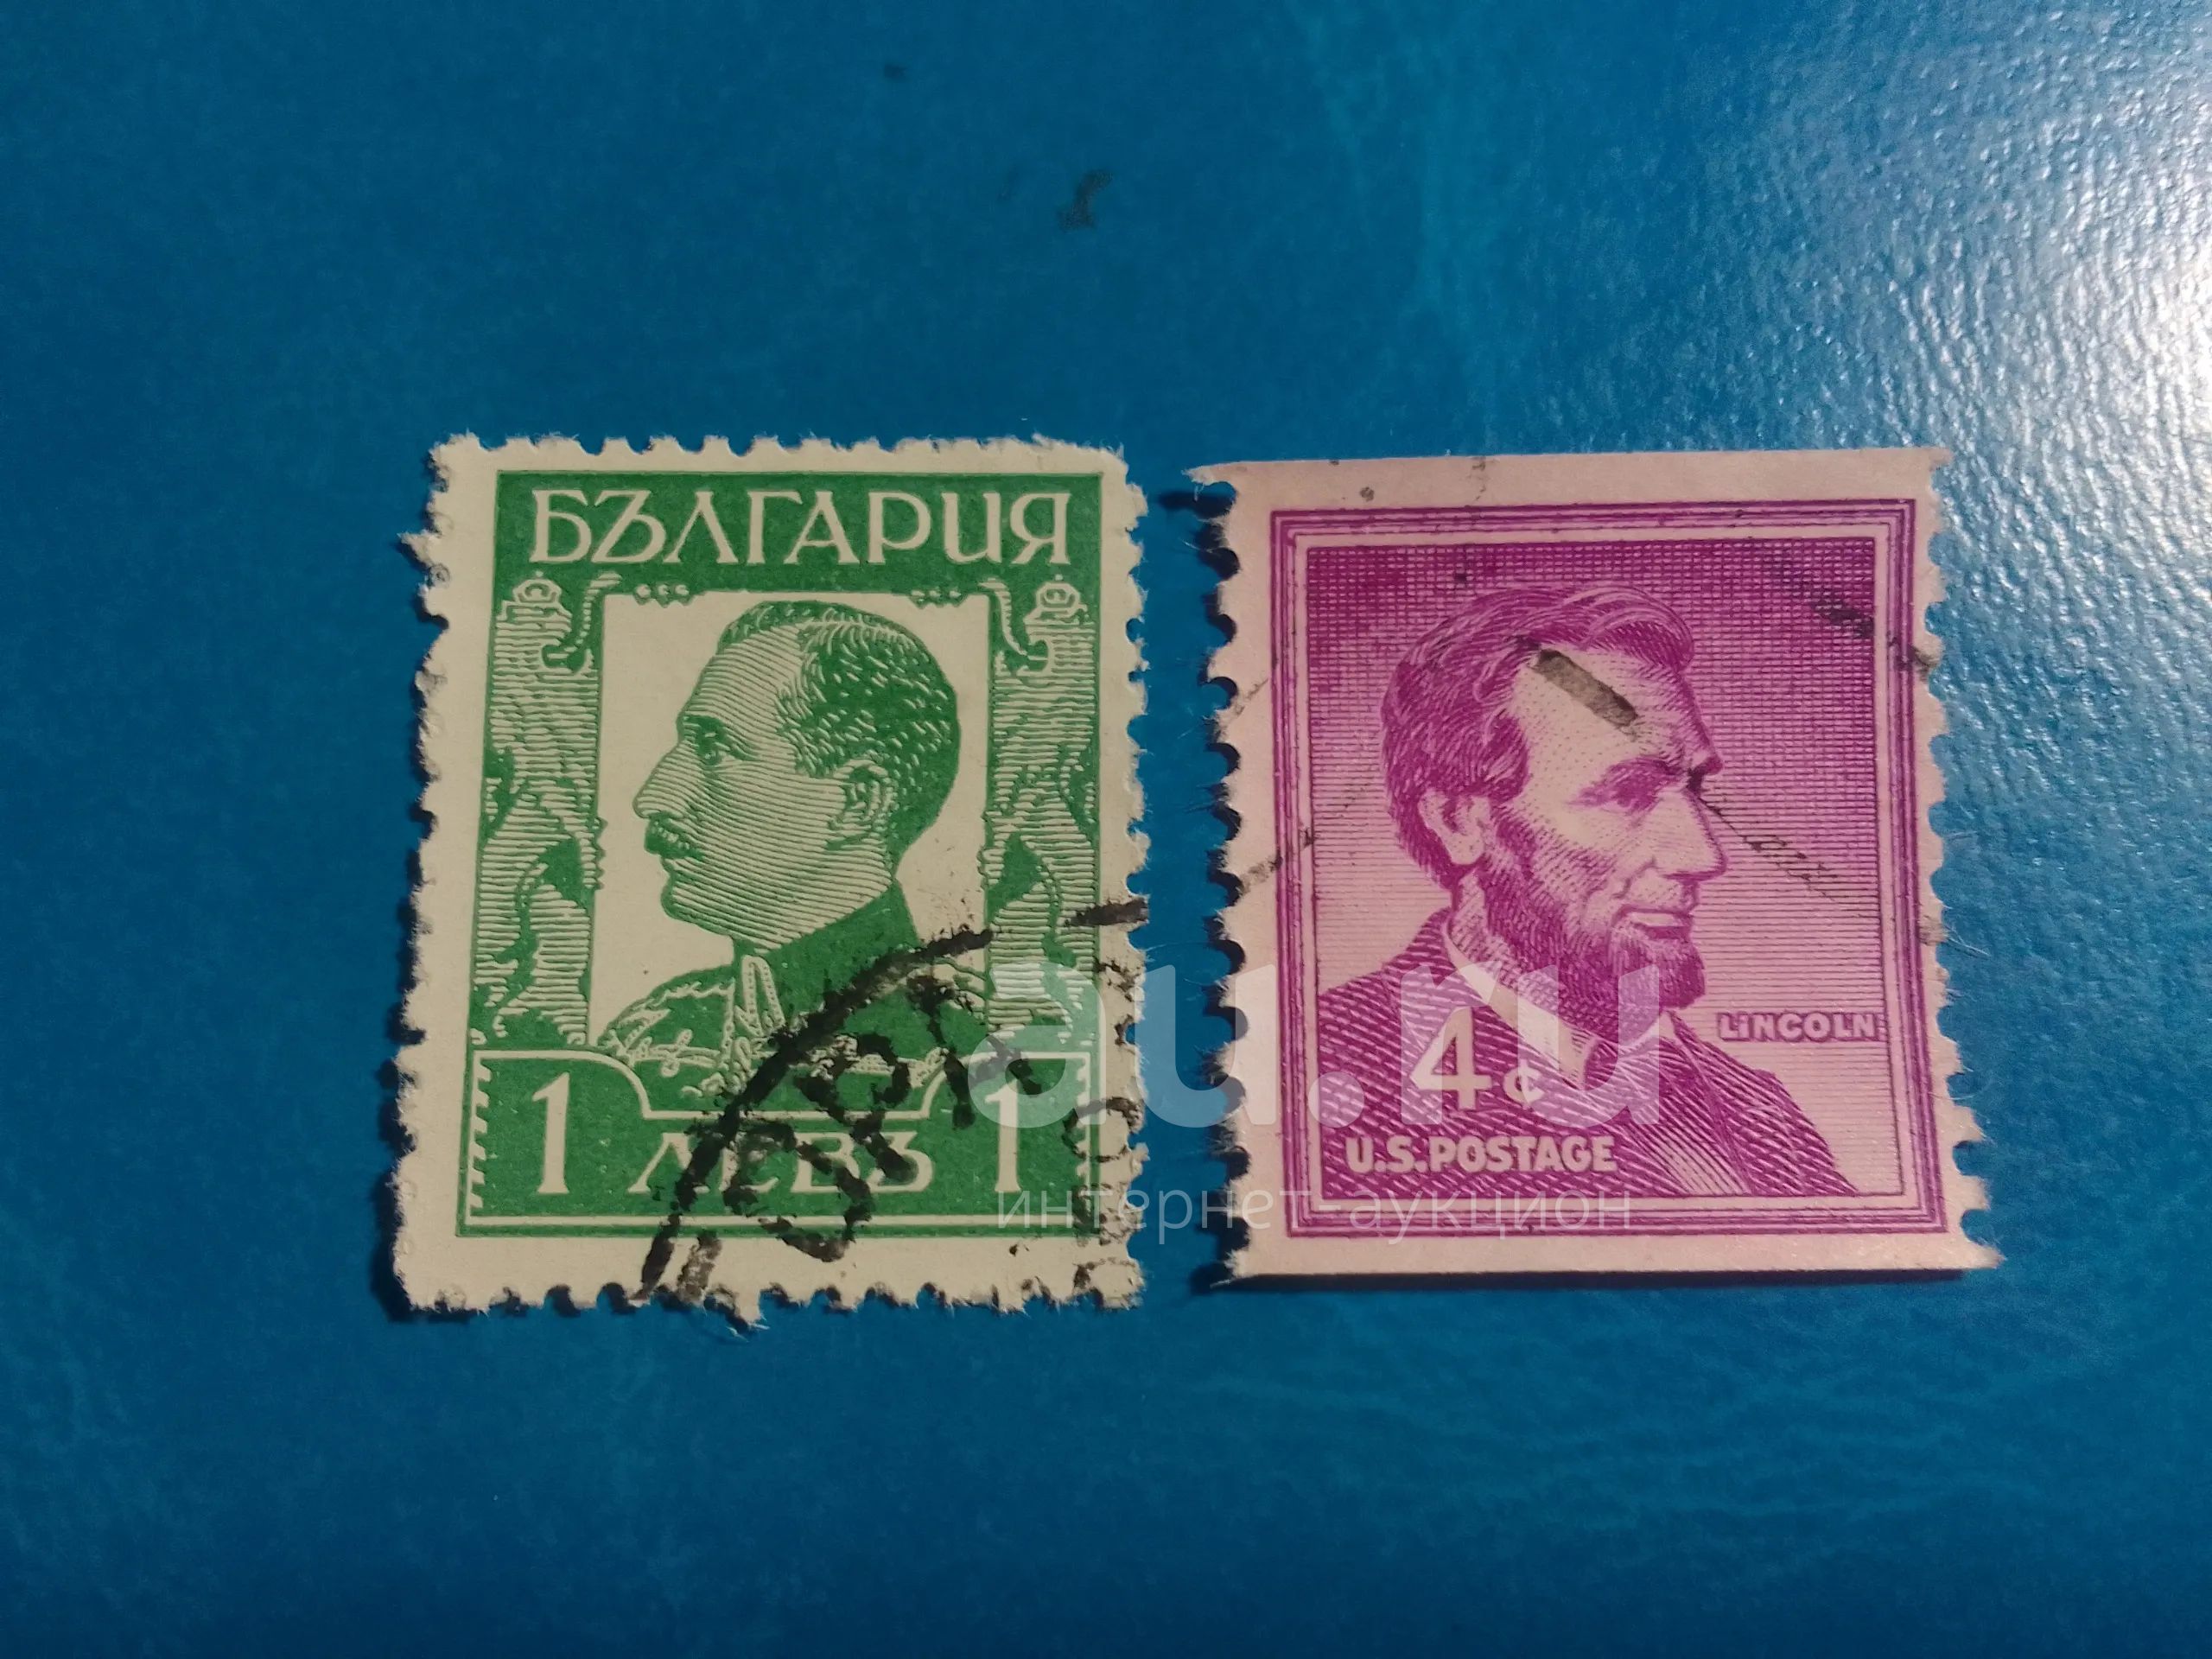 БЪЛГАРИЯ
1 ЛЕВЪ 1
LINCOLN
4¢
U.S.POSTAGE
au.ru
интернет-аукцион